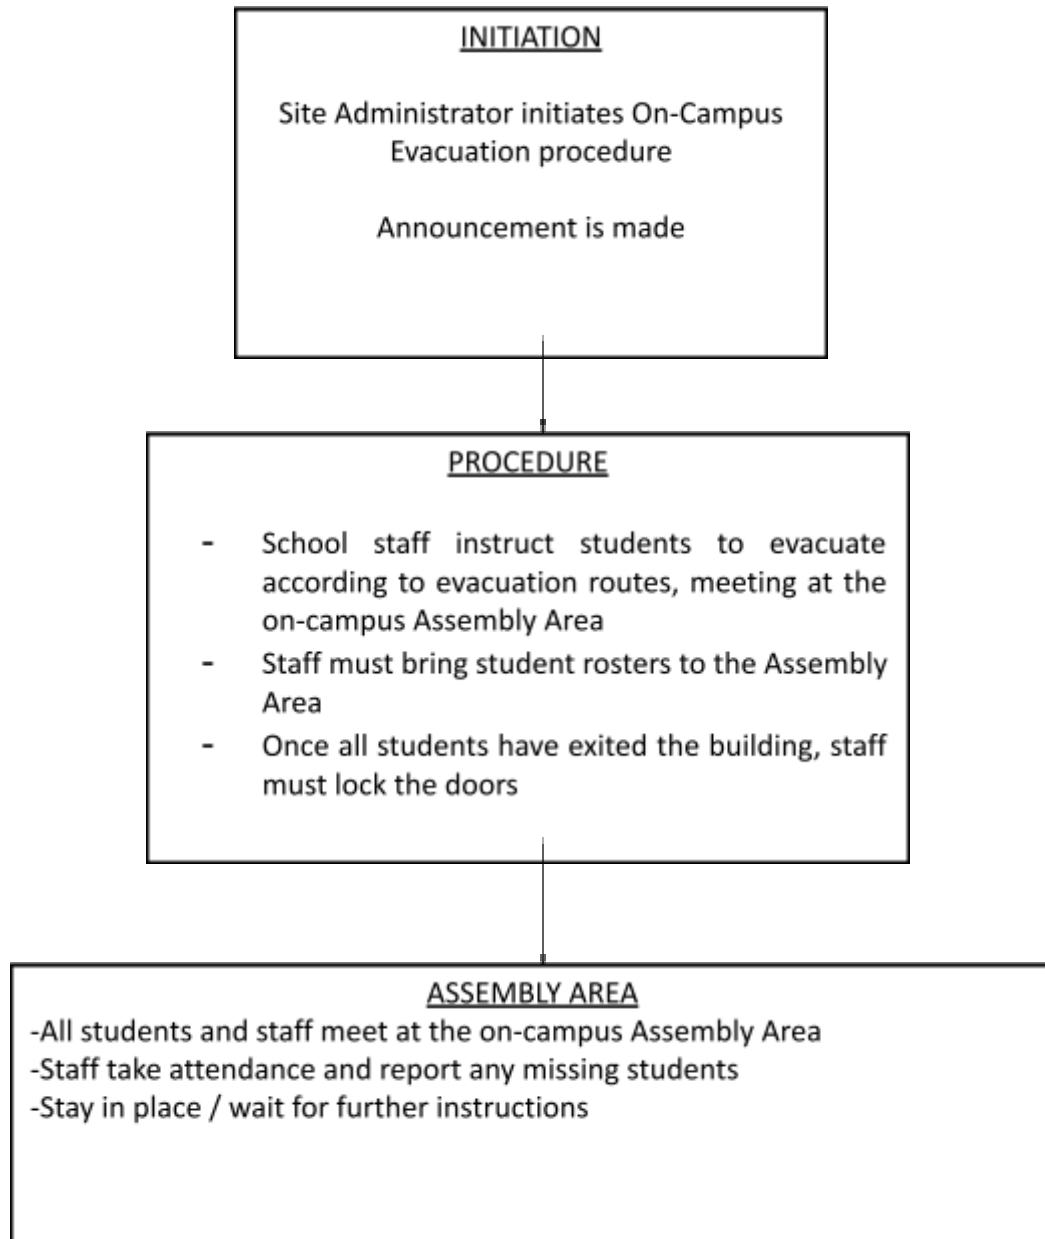 INITIATION
Site Administrator initiates On-Campus
Evacuation procedure
Announcement is made
PROCEDURE
- School staff instruct students to evacuate
according to evacuation routes, meeting at the
on-campus Assembly Area
- Staff must bring student rosters to the Assembly
Area
- Once all students have exited the building, staff
must lock the doors
ASSEMBLY AREA
-All students and staff meet at the on-campus Assembly Area
-Staff take attendance and report any missing students
-Stay in place / wait for further instructions